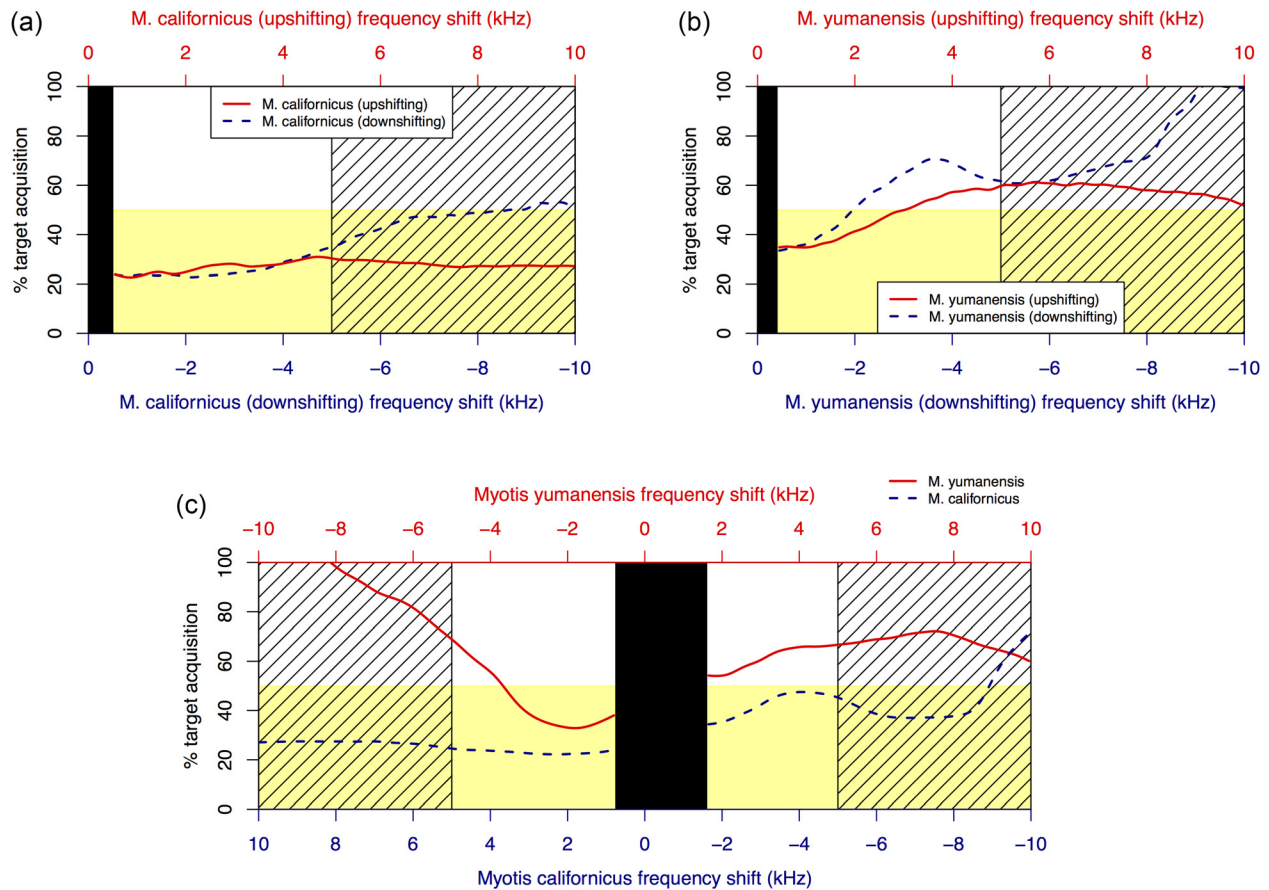 (a)
M. californicus (upshifting) frequency shift (kHz)
0 2 4 6 8 10
% target acquisition
100
80
60
40
20
0
M. californicus (upshifting)
M. californicus (downshifting)
0 −2 −4 −6 −8 −10
M. californicus (downshifting) frequency shift (kHz)
(b)
M. yumanensis (upshifting) frequency shift (kHz)
0 2 4 6 8 10
% target acquisition
100
80
60
40
20
0
M. yumanensis (upshifting)
M. yumanensis (downshifting)
0 −2 −4 −6 −8 −10
M. yumanensis (downshifting) frequency shift (kHz)
(c)
Myotis yumanensis frequency shift (kHz)
M. yumanensis
M. californicus
−10 −8 −6 −4 −2 0 2 4 6 8 10
% target acquisition
100
80
60
40
20
0
10 8 6 4 2 0 −2 −4 −6 −8 −10
Myotis californicus frequency shift (kHz)